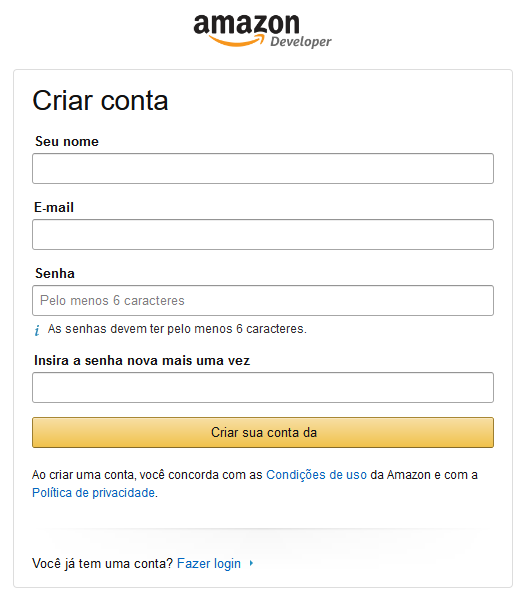 amazon
Developer
Criar conta
Seu nome
E-mail
Senha
Pelo menos 6 caracteres
i As senhas devem ter pelo menos 6 caracteres.
Insira a senha nova mais uma vez
Criar sua conta da
Ao criar uma conta, você concorda com as Condições de uso da Amazon e com a
Política de privacidade.
Você já tem uma conta? Fazer login